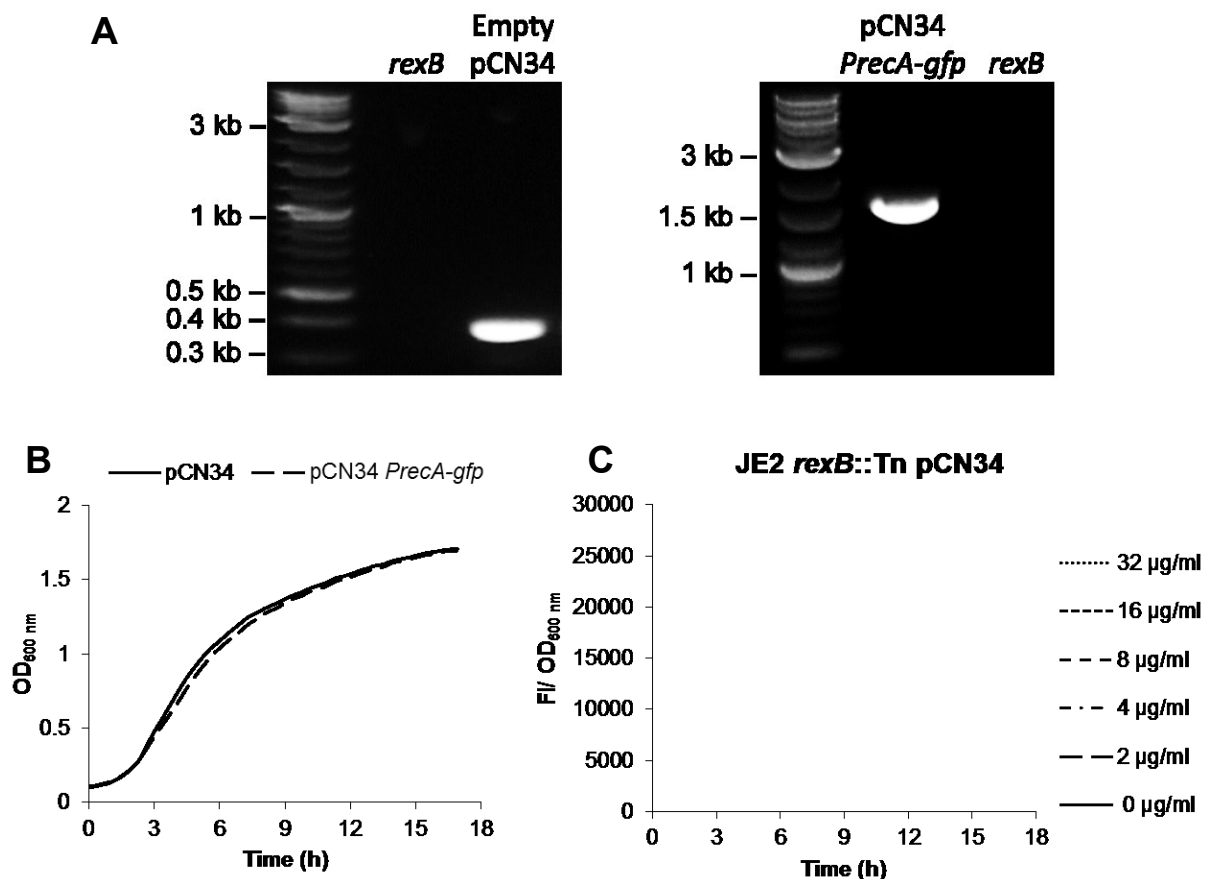 A
rexB
Empty
pCN34
3 kb –
1 kb –
0.5 kb –
0.4 kb –
0.3 kb –
pCN34
PrecA-gfp rexB
3 kb –
1.5 kb –
1 kb –
B
pCN34
pCN34 PrecA-gfp
2
1.5
1
0.5
0
OD600 nm
0 3 6 9 12 15 18
Time (h)
C
JE2 rexB::Tn pCN34
30000
25000
20000
15000
10000
5000
0
FI/ OD600 nm
0 3 6 9 12 15 18
Time (h)
32 µg/ml
16 µg/ml
8 µg/ml
4 µg/ml
2 µg/ml
0 µg/ml